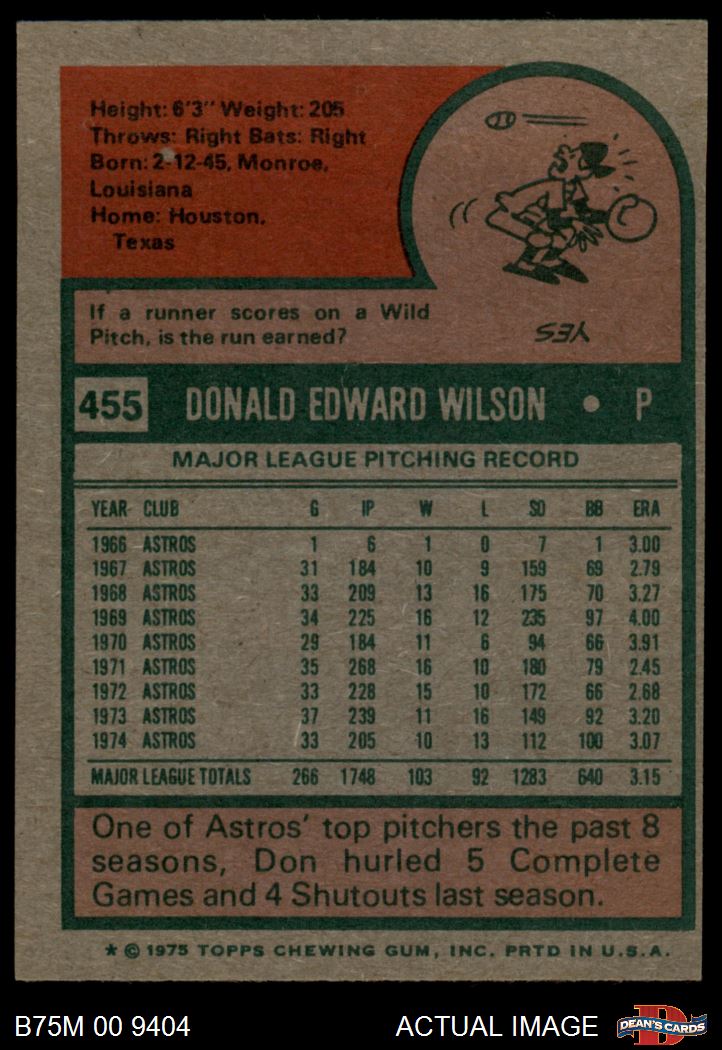 Height: 6'3" Weight: 205
Throws: Right Bats: Right
Born: 2-12-45, Monroe,
Louisiana
Home: Houston,
Texas
If a runner scores on a Wild
Pitch, is the run earned?
YES
455 DONALD EDWARD WILSON • P
MAJOR LEAGUE PITCHING RECORD
YEAR CLUB G IP W L SO BB ERA
1966 ASTROS 1 6 1 0 7 1 3.00
1967 ASTROS 31 184 10 9 159 69 2.79
1968 ASTROS 33 209 13 16 175 70 3.27
1969 ASTROS 34 225 16 12 235 97 4.00
1970 ASTROS 29 184 11 6 94 66 3.91
1971 ASTROS 35 268 16 10 180 79 2.45
1972 ASTROS 33 228 15 10 172 66 2.68
1973 ASTROS 37 239 11 16 149 92 3.20
1974 ASTROS 33 205 10 13 112 100 3.07
MAJOR LEAGUE TOTALS 266 1748 103 92 1283 640 3.15
One of Astros' top pitchers the past 8
seasons, Don hurled 5 Complete
Games and 4 Shutouts last season.
* © 1975 TOPPS CHEWING GUM, INC. PRTD IN U.S.A.
B75M 00 9404 ACTUAL IMAGE D DEAN'S CARDS